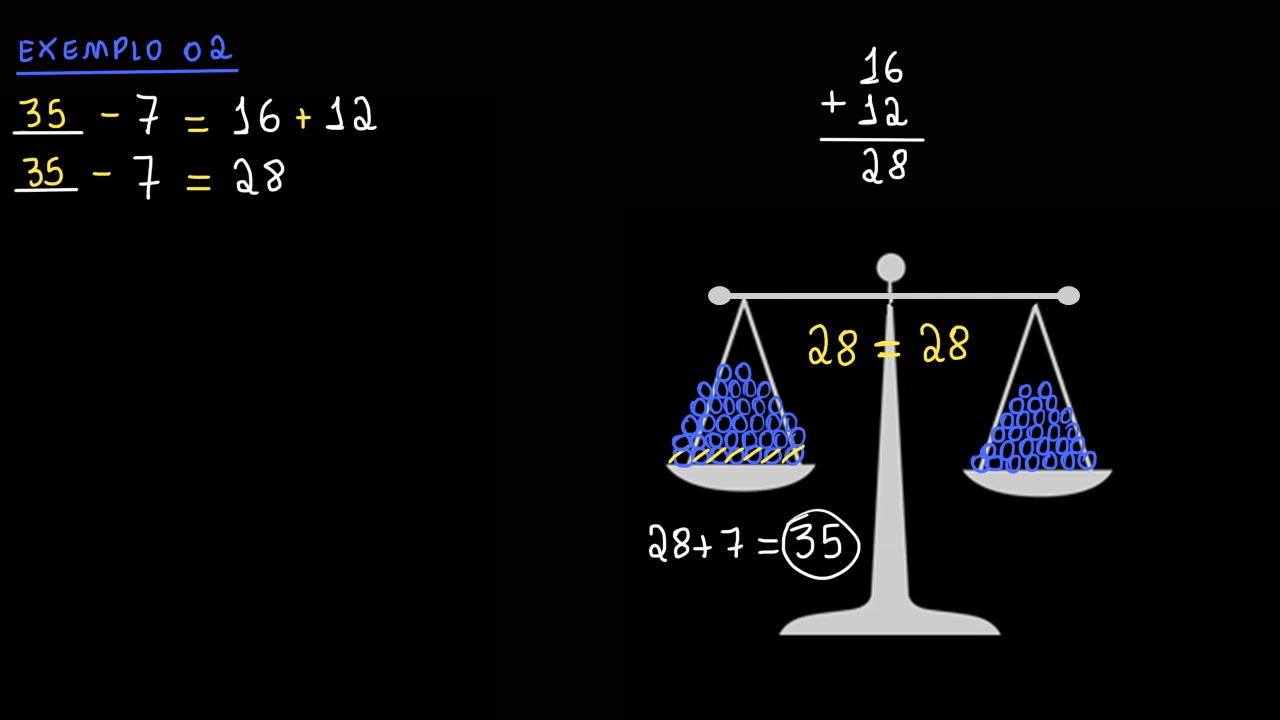 EXEMPLO 02
35 - 7 = 16 + 12
35 - 7 = 28
16
+ 12
28
28 = 28
28+7=35